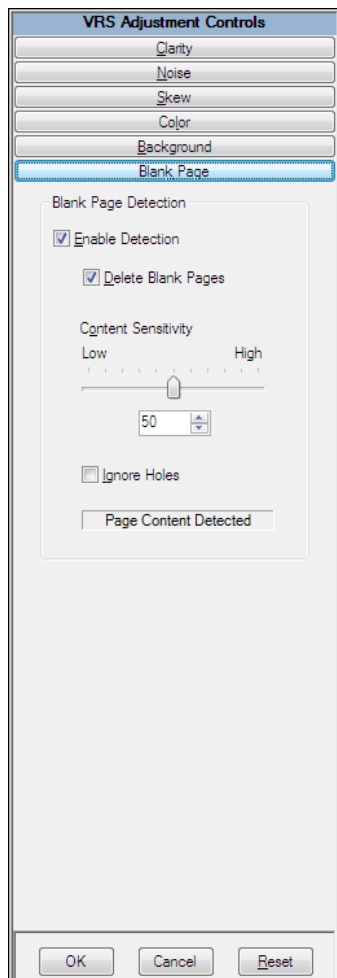 VRS Adjustment Controls
Clarity
Noise
Skew
Color
Background
Blank Page
Blank Page Detection
Enable Detection
Delete Blank Pages
Content Sensitivity
Low High
50
Ignore Holes
Page Content Detected
OK Cancel Reset